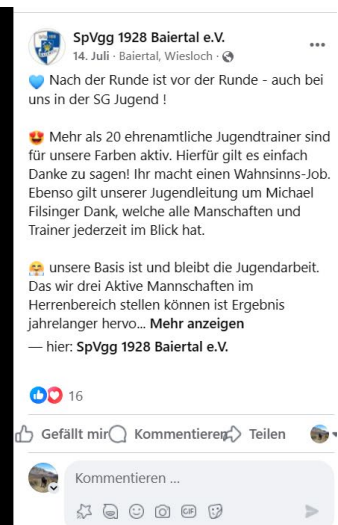 SpVgg 1928 Baiertal e.V.
14. Juli · Baiertal, Wiesloch ·
💙 Nach der Runde ist vor der Runde - auch bei
uns in der SG Jugend !
😍 Mehr als 20 ehrenamtliche Jugendtrainer sind
für unsere Farben aktiv. Hierfür gilt es einfach
Danke zu sagen! Ihr macht einen Wahnsinns-Job.
Ebenso gilt unserer Jugendleitung um Michael
Filsinger Dank, welche alle Manschaften und
Trainer jederzeit im Blick hat.
🤗 unsere Basis ist und bleibt die Jugendarbeit.
Das wir drei Aktive Mannschaften im
Herrenbereich stellen können ist Ergebnis
jahrelanger hervo... Mehr anzeigen
— hier: SpVgg 1928 Baiertal e.V.
16
Gefällt mir Kommentieren Teilen
Kommentieren ...
GIF